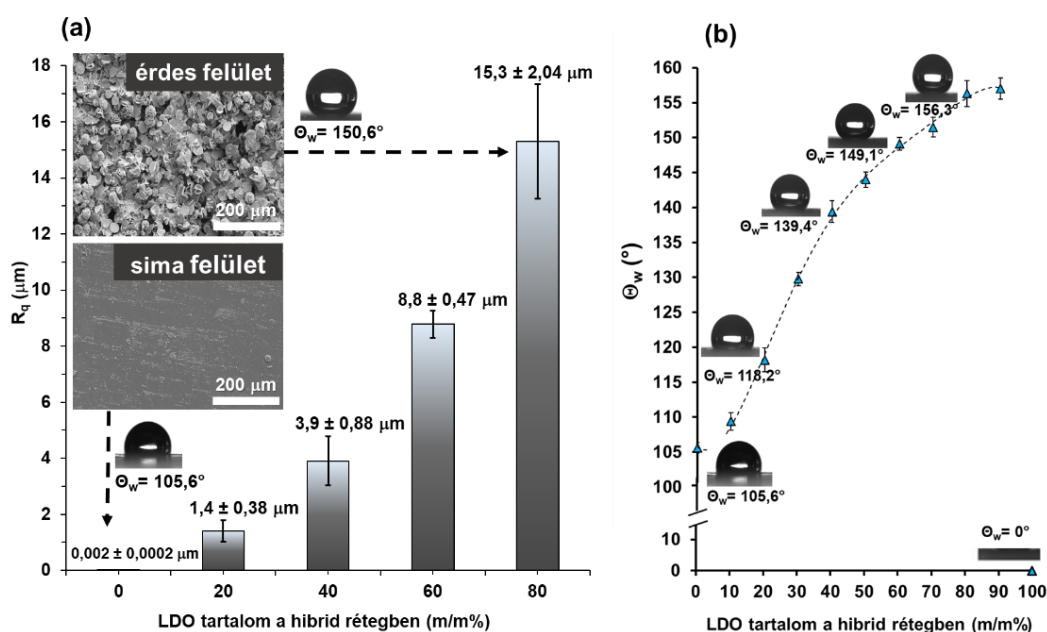 (a)
18
16
14
12
10
8
6
4
2
0
R_q (μm)
érdes felület
200 μm
sima felület
200 μm
Θw= 150,6°
Θw= 105,6°
0,002 ± 0,0002 μm
1,4 ± 0,38 μm
3,9 ± 0,88 μm
8,8 ± 0,47 μm
15,3 ± 2,04 μm
0 20 40 60 80
LDO tartalom a hibrid rétegben (m/m%)
(b)
160
155
150
145
140
130
120
110
105
100
10
0
Θw (°)
Θw= 156,3°
Θw= 149,1°
Θw= 139,4°
Θw= 118,2°
Θw= 105,6°
Θw= 0°
0 10 20 30 40 50 60 70 80 90 100
LDO tartalom a hibrid rétegben (m/m%)